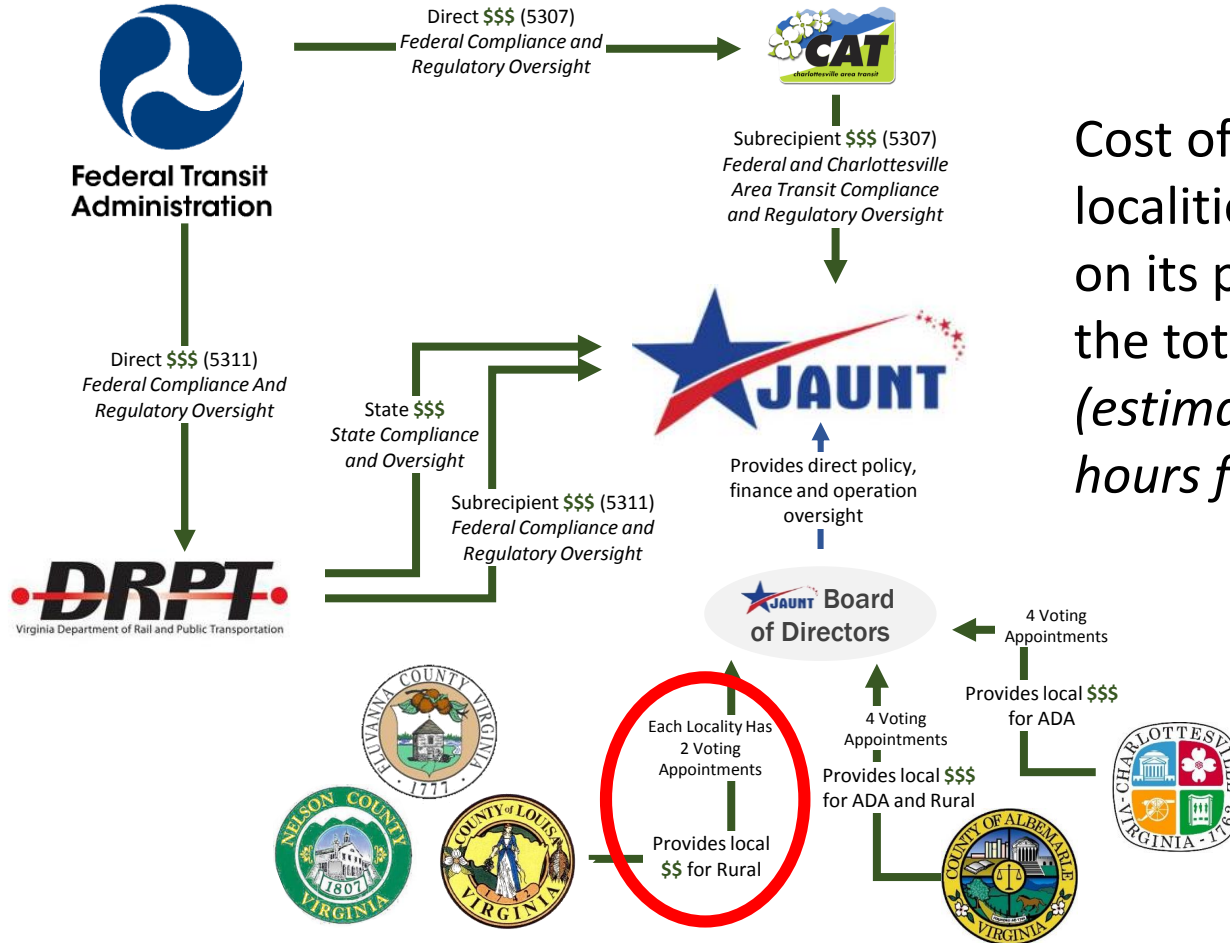 Direct $$$ (5307)
Federal Compliance and
Regulatory Oversight
CAT
charlottesville area transit
Federal Transit
Administration
Subrecipient $$$ (5307)
Federal and Charlottesville
Area Transit Compliance
and Regulatory Oversight
Cost of
localitie
on its p
the tot
(estima
hours f
Direct $$$ (5311)
Federal Compliance And
Regulatory Oversight
State $$$
State Compliance
and Oversight
JAUNT
Subrecipient $$$ (5311)
Federal Compliance and
Regulatory Oversight
Provides direct policy,
finance and operation
oversight
DRPT
Virginia Department of Rail and Public Transportation
JAUNT Board
of Directors
4 Voting
Appointments
Provides local $$$
for ADA
Each Locality Has
2 Voting
Appointments
Provides local
$$ for Rural
4 Voting
Appointments
Provides local $$$
for ADA and Rural
FLUVANNA COUNTY VIRGINIA
1777
NELSON COUNTY
1807
VIRGINIA
COUNTY of LOUISA
1742
VIRGINIA
COUNTY OF ALBEMARLE
VIRGINIA
CHARLOTTESVILLE
VIRGINIA - 1762